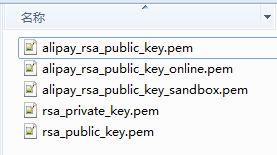 名称
alipay_rsa_public_key.pem
alipay_rsa_public_key_online.pem
alipay_rsa_public_key_sandbox.pem
rsa_private_key.pem
rsa_public_key.pem